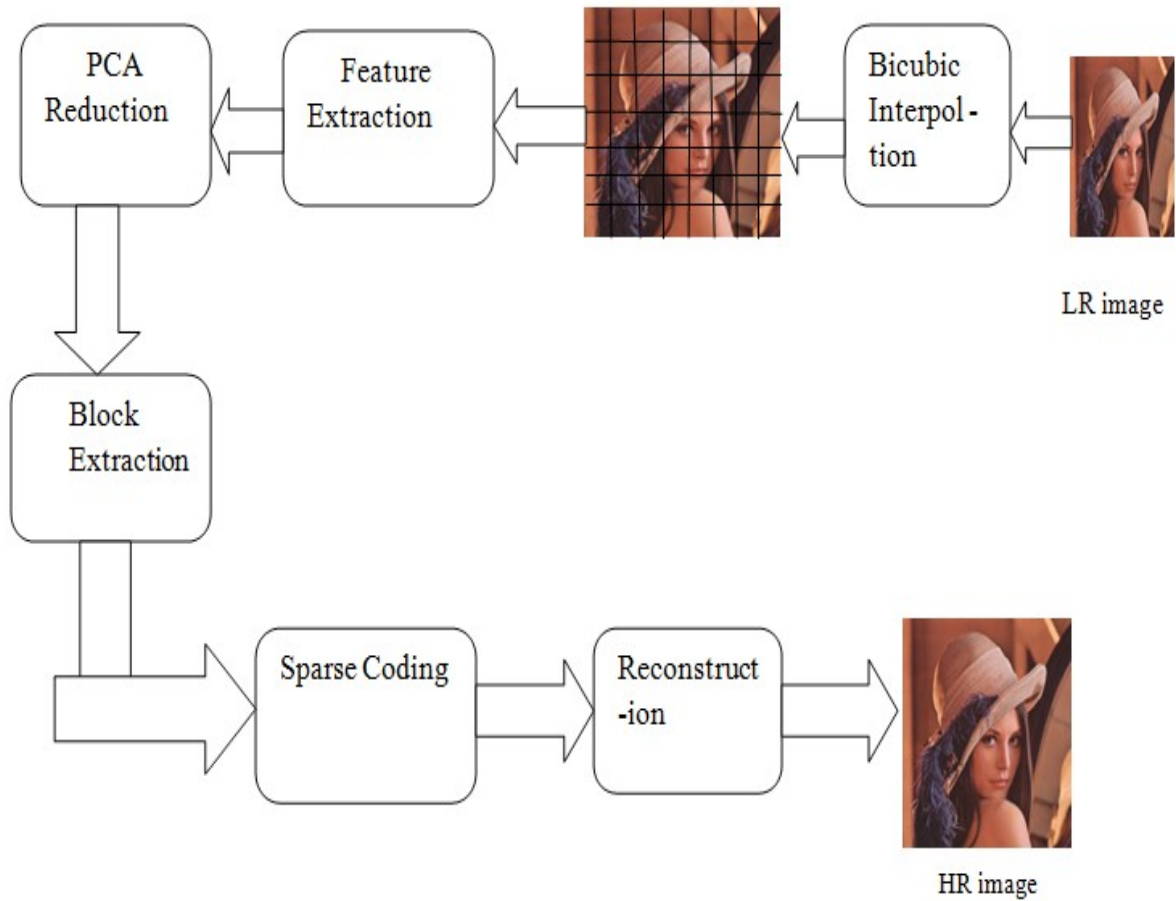 PCA
Reduction
Feature
Extraction
Bicubic
Interpol -
tion
LR image
Block
Extraction
Sparse Coding
Reconstruct
-ion
HR image